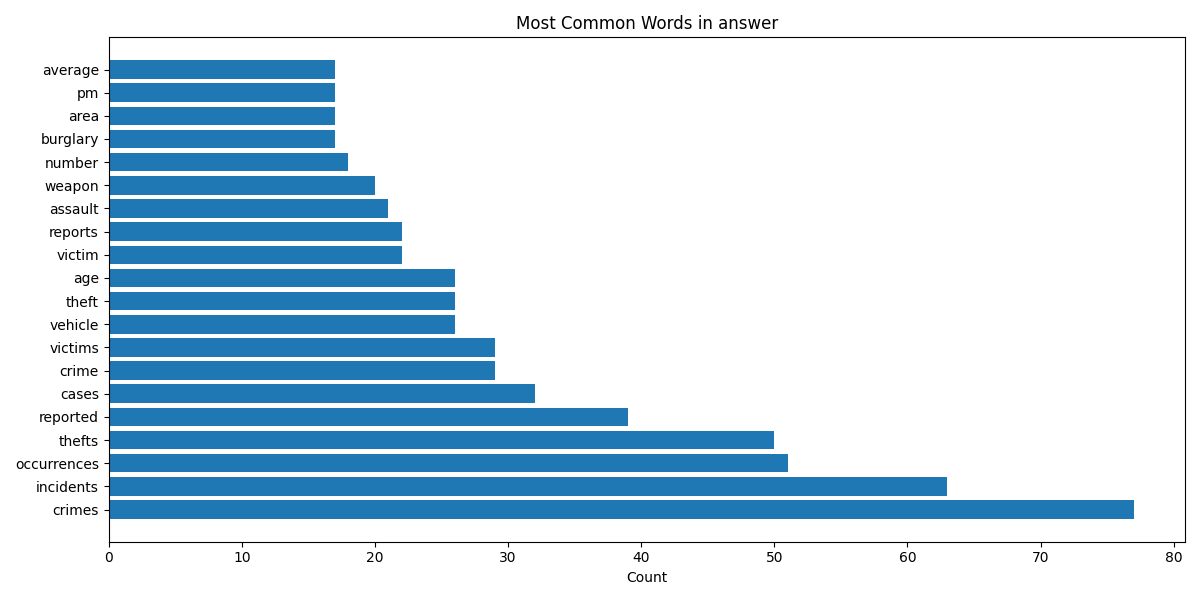 Most Common Words in answer
average
pm
area
burglary
number
weapon
assault
reports
victim
age
theft
vehicle
victims
crime
cases
reported
thefts
occurrences
incidents
crimes
0 10 20 30 40 50 60 70 80
Count